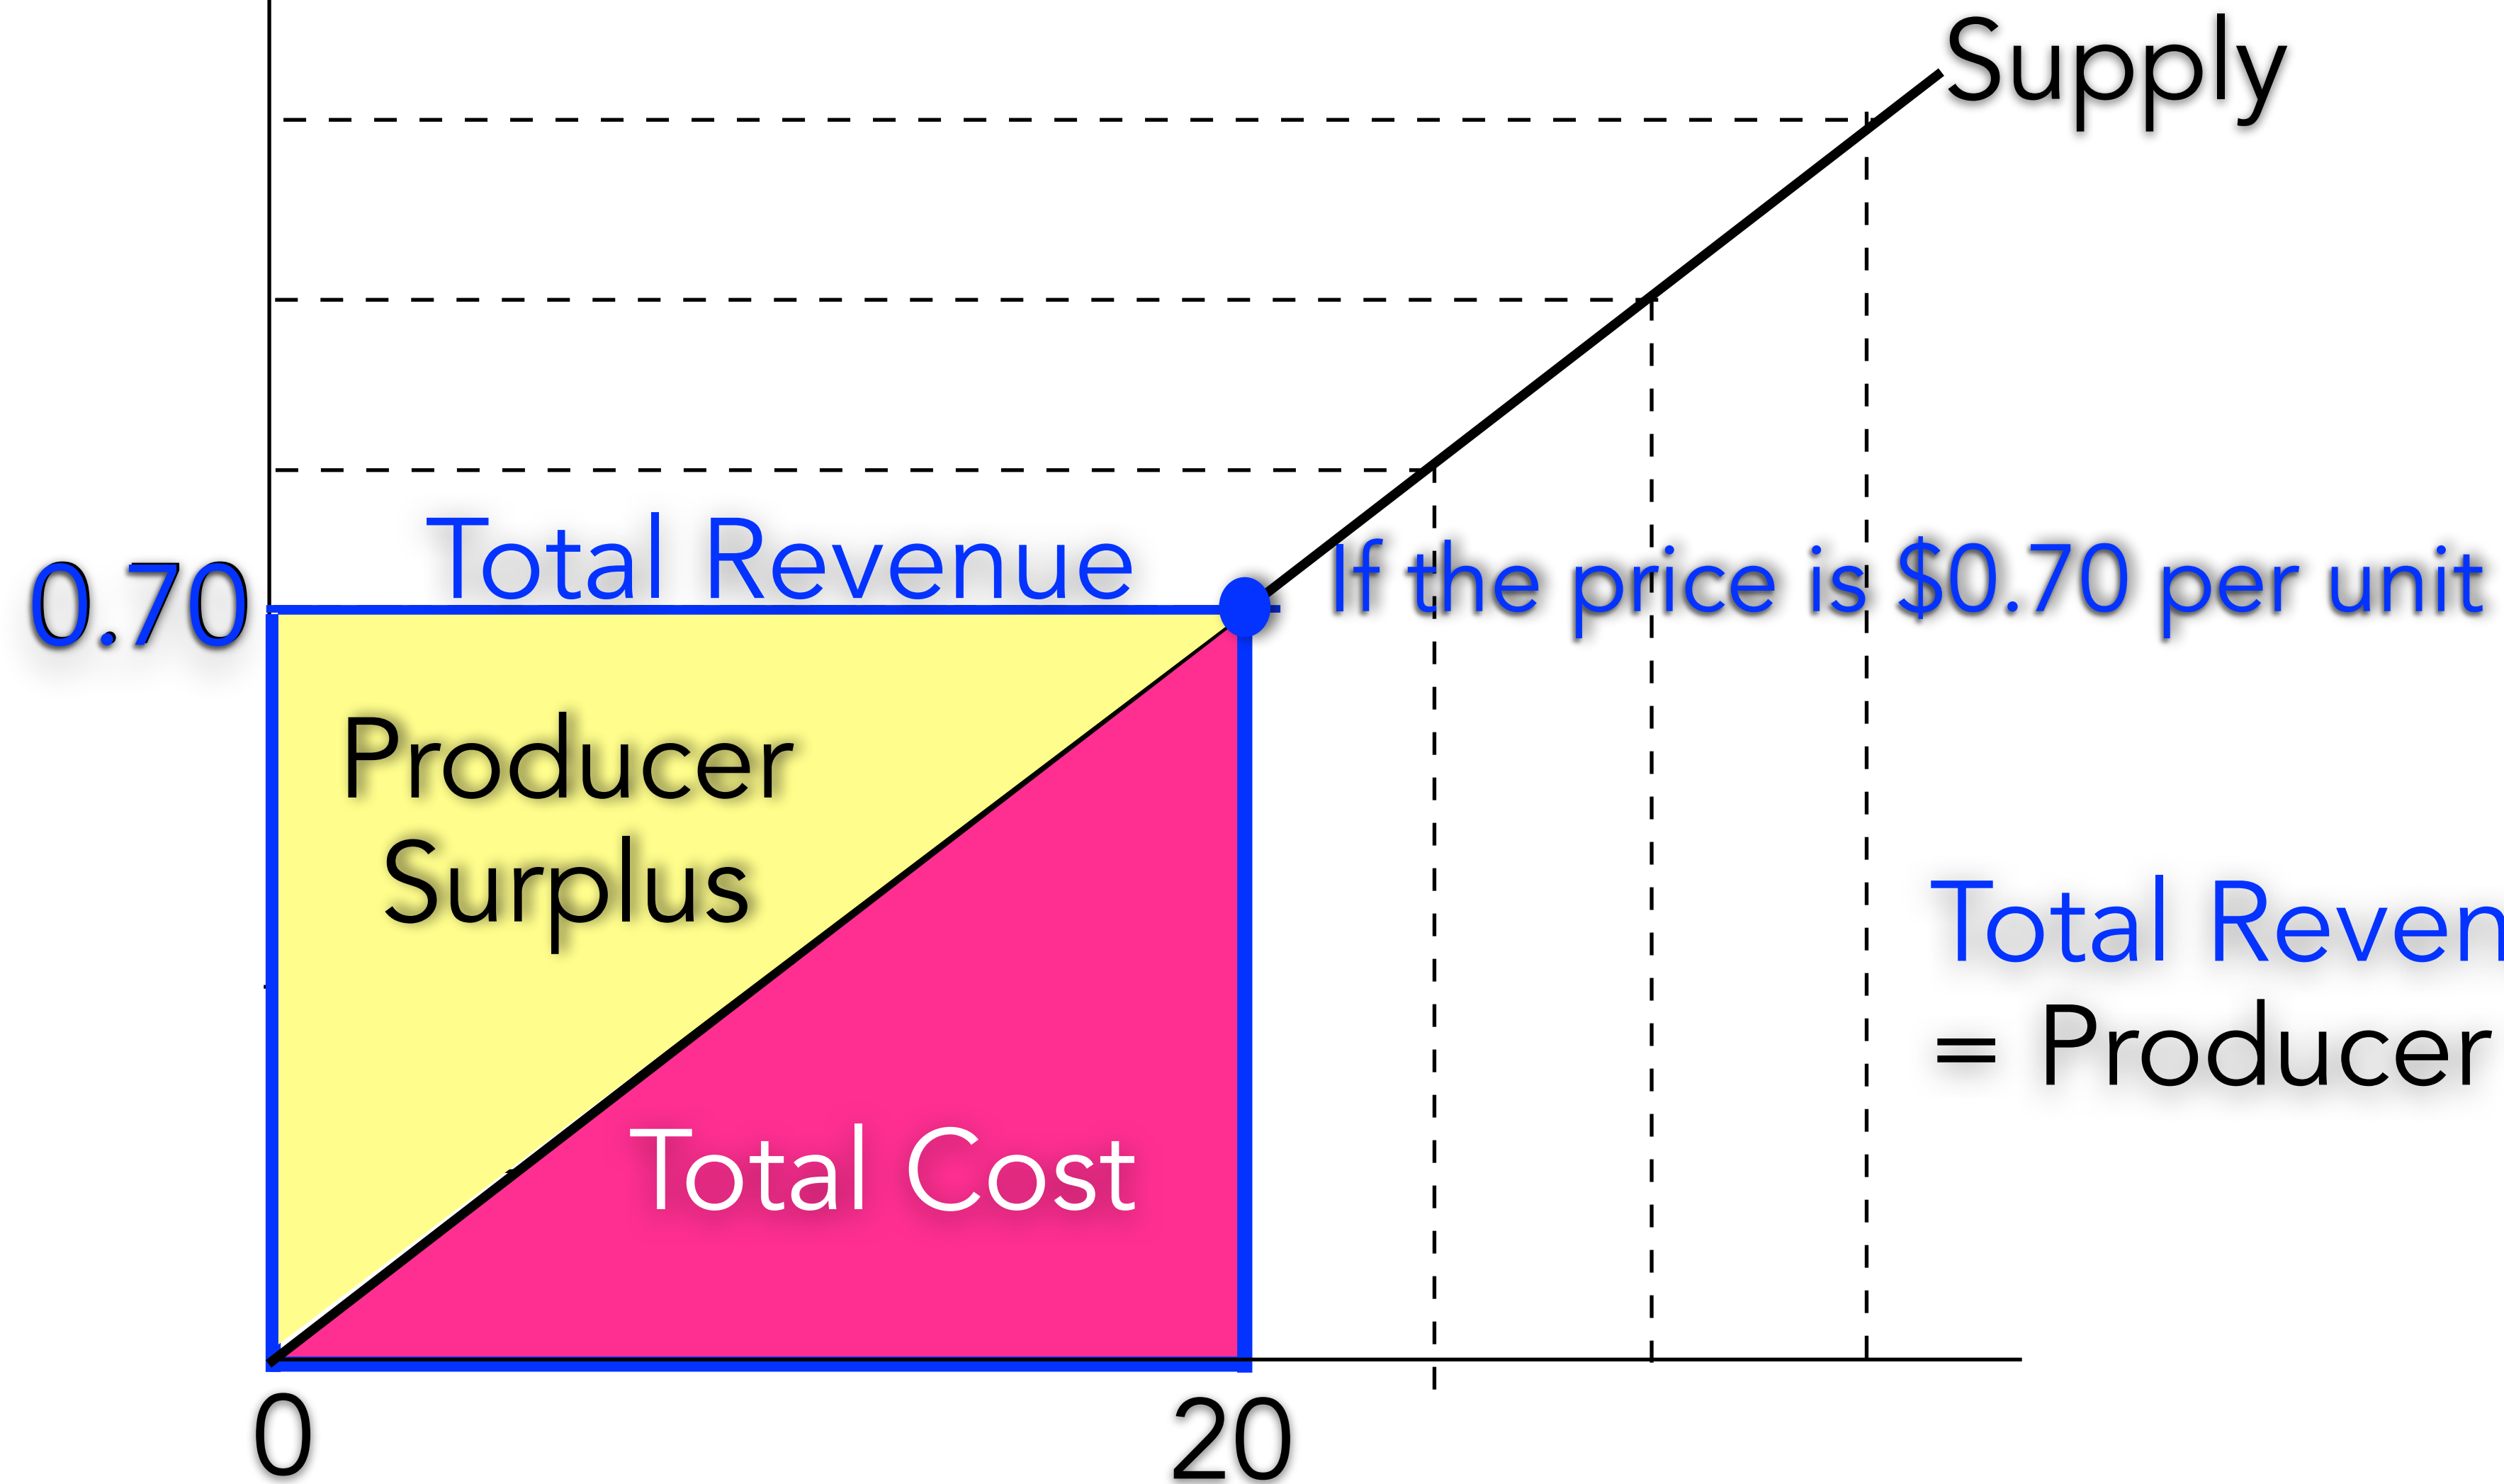 Supply
Total Revenue
0.70
If the price is $0.70 per unit
Producer
Surplus
Total Reven
= Producer
Total Cost
0
20